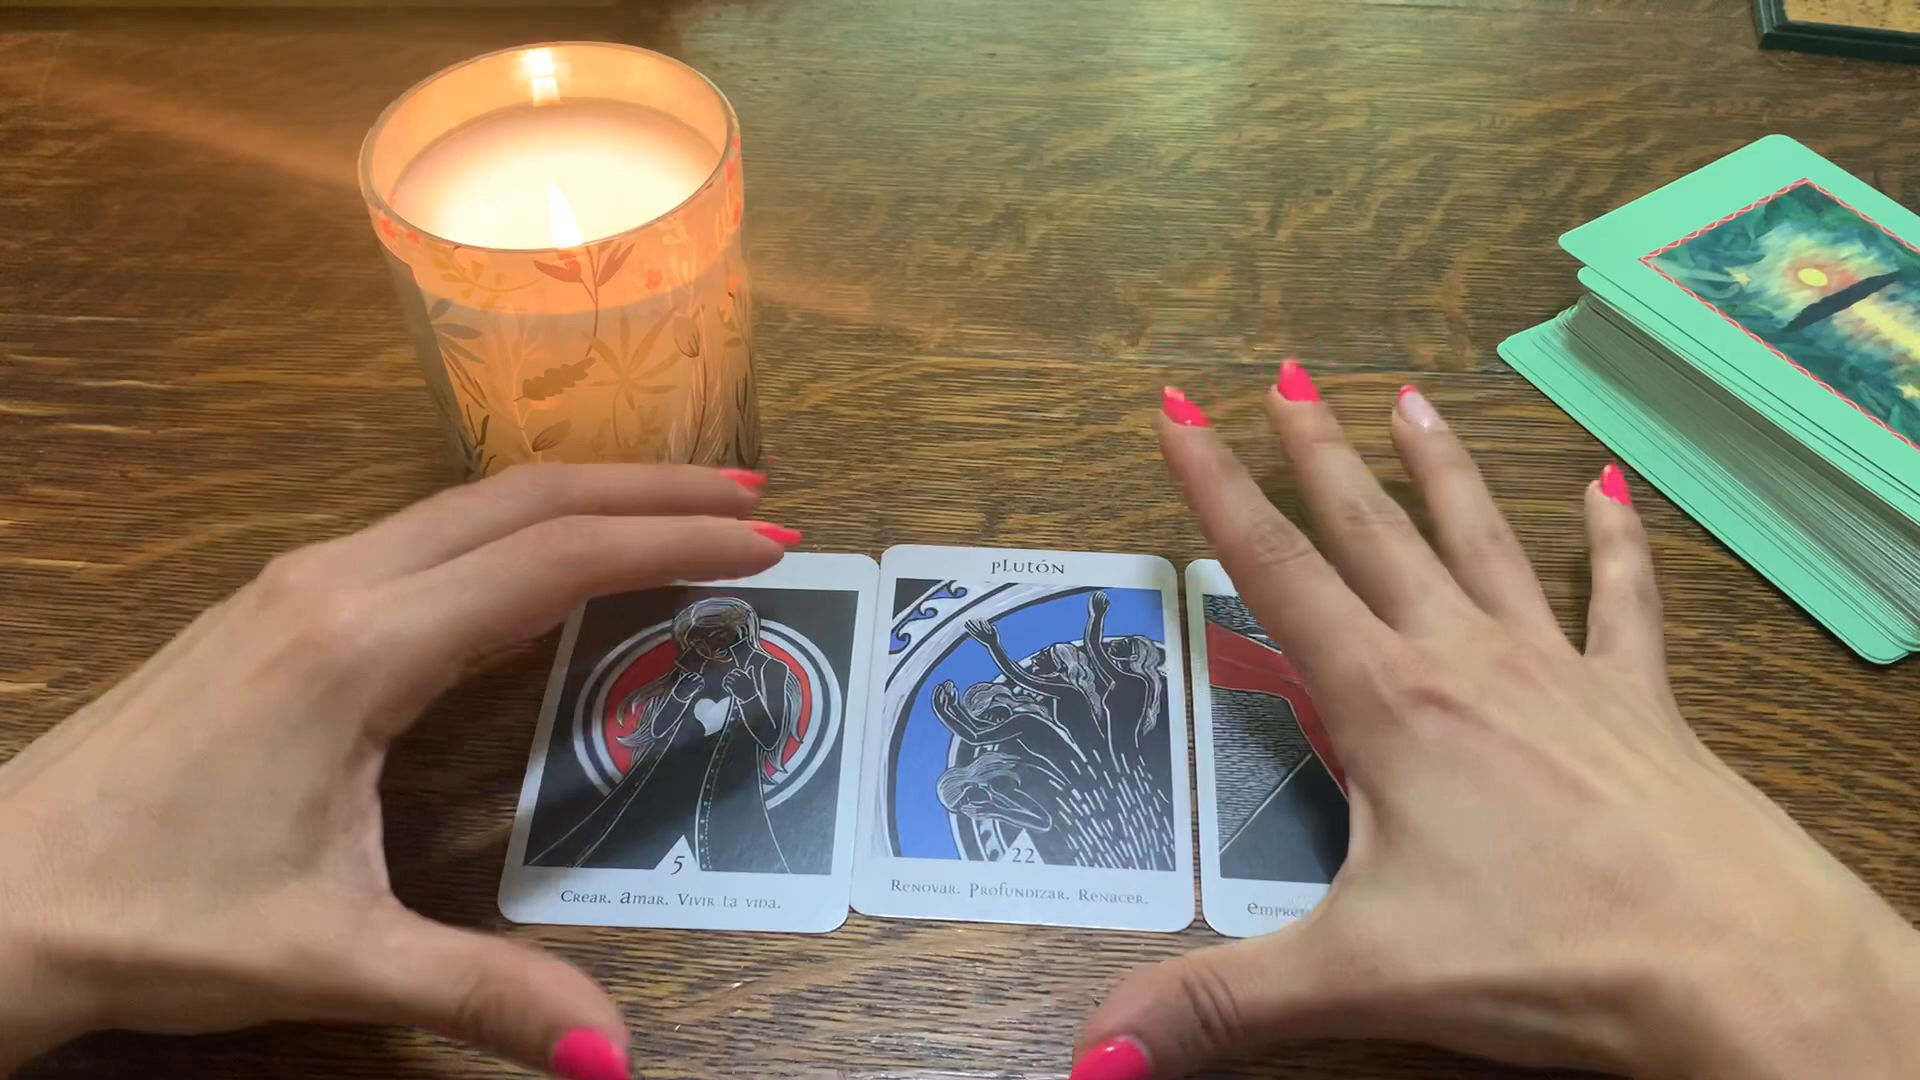 5
Crear. amar. Vivir la vida.
plutón
22
Renovar. Profundizar. Renacer.